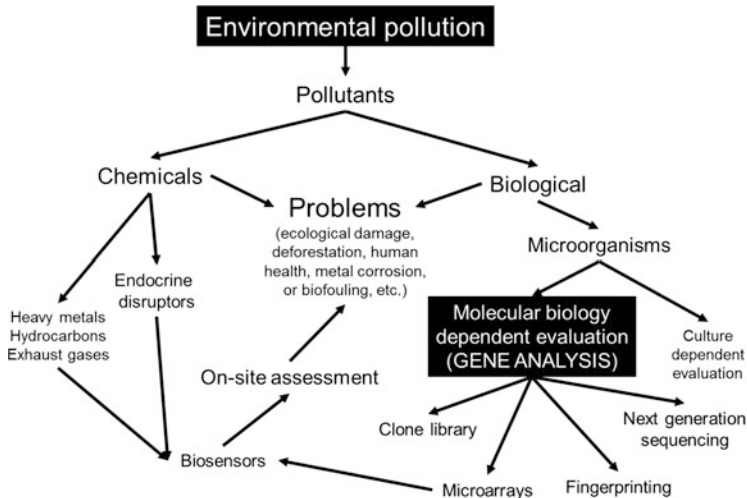 Environmental pollution
Pollutants
Chemicals
Biological
Problems
(ecological damage,
deforestation, human
health, metal corrosion,
or biofouling, etc.)
Microorganisms
Endocrine
disruptors
Heavy metals
Hydrocarbons
Exhaust gases
Molecular biology
dependent evaluation
(GENE ANALYSIS)
Culture
dependent
evaluation
On-site assessment
Clone library
Next generation
sequencing
Biosensors
Microarrays
Fingerprinting